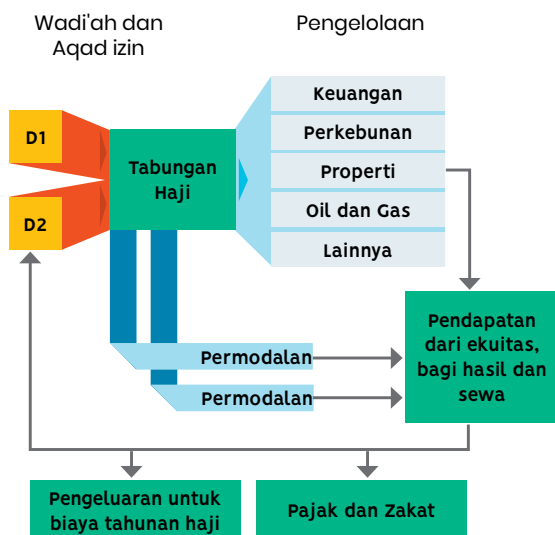 Wadi'ah dan
Aqad izin
Pengelolaan
D1
D2
Tabungan
Haji
Keuangan
Perkebunan
Properti
Oil dan Gas
Lainnya
Permodalan
Permodalan
Pendapatan
dari ekuitas,
bagi hasil dan
sewa
Pengeluaran untuk
biaya tahunan haji
Pajak dan Zakat